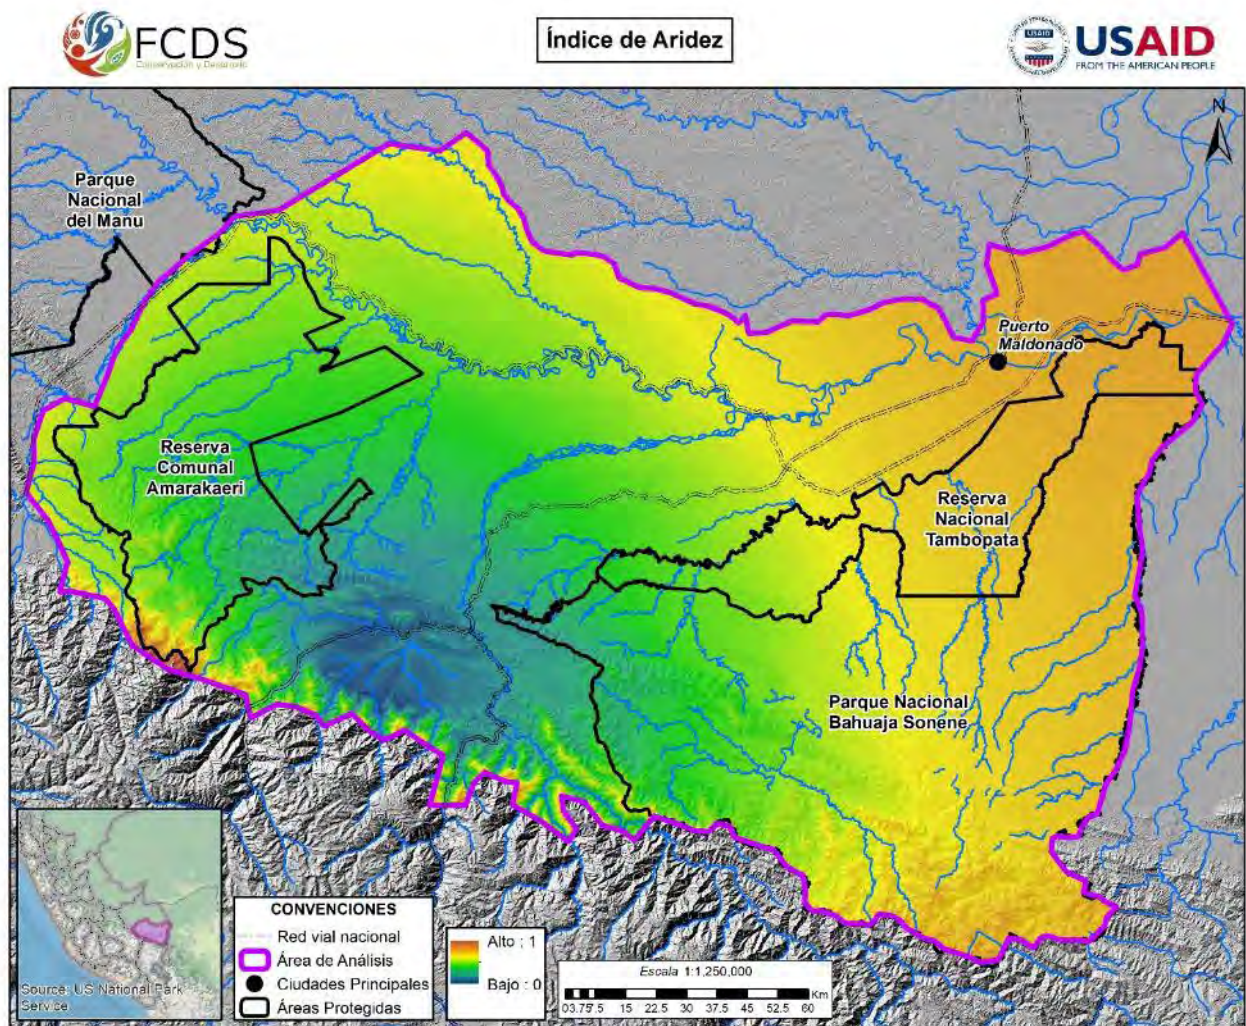 FCDS
Conservación y Desarrollo
Índice de Aridez
USAID
USAID
FROM THE AMERICAN PEOPLE
N
Parque
Nacional
del Manu
Puerto
Maldonado
Reserva
Comunal
Amarakaeri
Reserva
Nacional
Tambopata
Parque Nacional
Bahuaja Sonene
CONVENCIONES
Red vial nacional
Área de Análisis
Ciudades Principales
Áreas Protegidas
Alto : 1
Bajo : 0
Escala 1:1,250,000
Km
03.757.5 15 22.5 30 37.5 45 52.5 60
Source: US National Park
Service